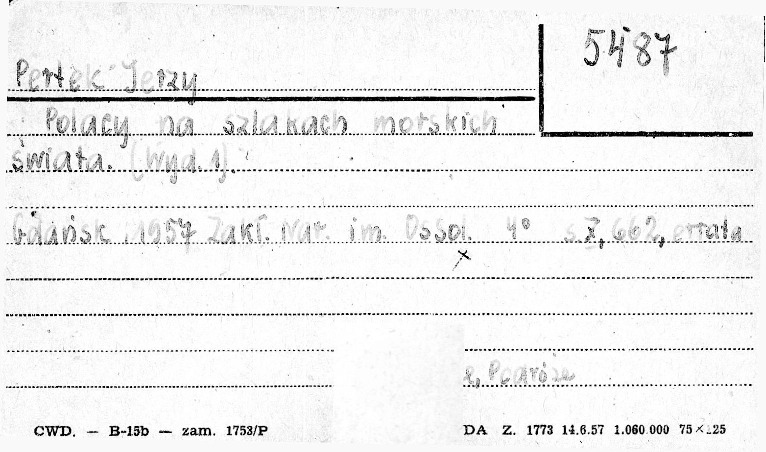 5487
Pertek Jerzy
Polacy na szlakach morskich
świata. (Wyd. 1).
Gdańsk 1957 Zakł. Nar. im. Ossol. 4° s. X, 662, errata
x
Podróże
CWD. — B-15b — zam. 1753/P
DA Z. 1773 14.6.57 1.060.000 75×125